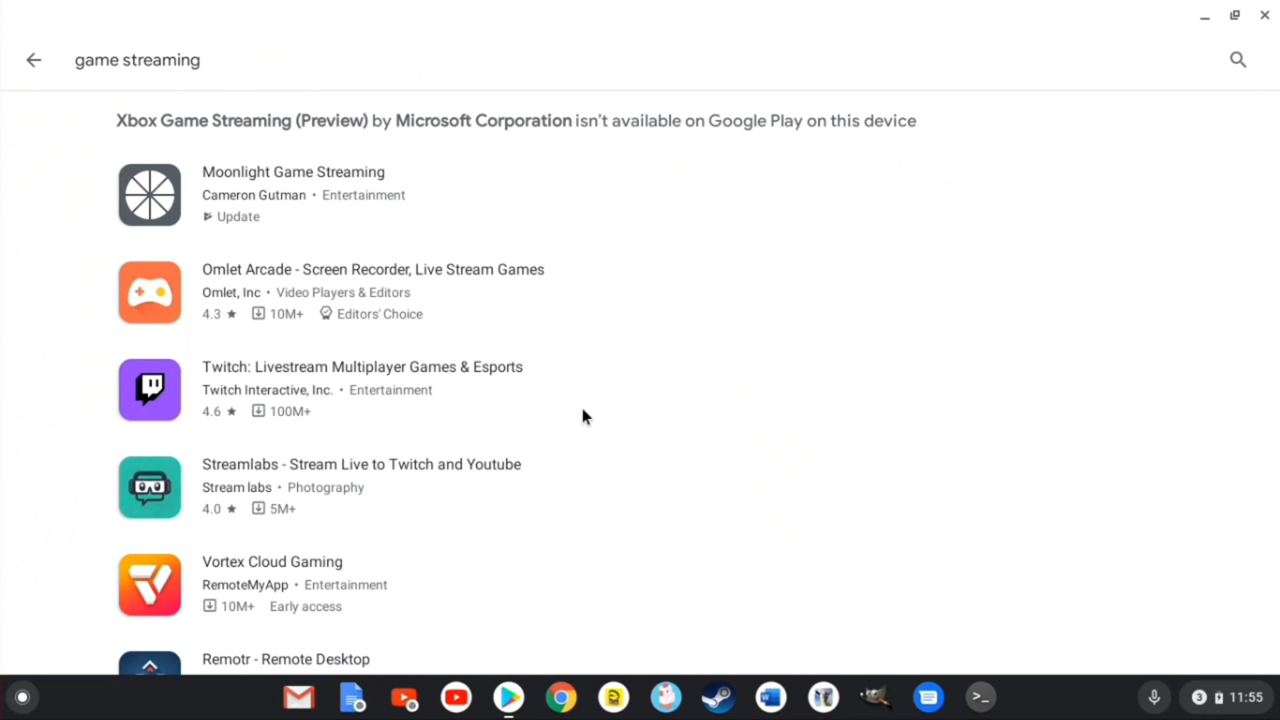 game streaming
Xbox Game Streaming (Preview) by Microsoft Corporation isn't available on Google Play on this device
Moonlight Game Streaming
Cameron Gutman • Entertainment
Update
Omlet Arcade - Screen Recorder, Live Stream Games
Omlet, Inc • Video Players & Editors
4.3 ★ 10M+ Editors' Choice
Twitch: Livestream Multiplayer Games & Esports
Twitch Interactive, Inc. • Entertainment
4.6 ★ 100M+
Streamlabs - Stream Live to Twitch and Youtube
Stream labs • Photography
4.0 ★ 5M+
Vortex Cloud Gaming
RemoteMyApp • Entertainment
10M+ Early access
Remotr - Remote Desktop
3 11:55